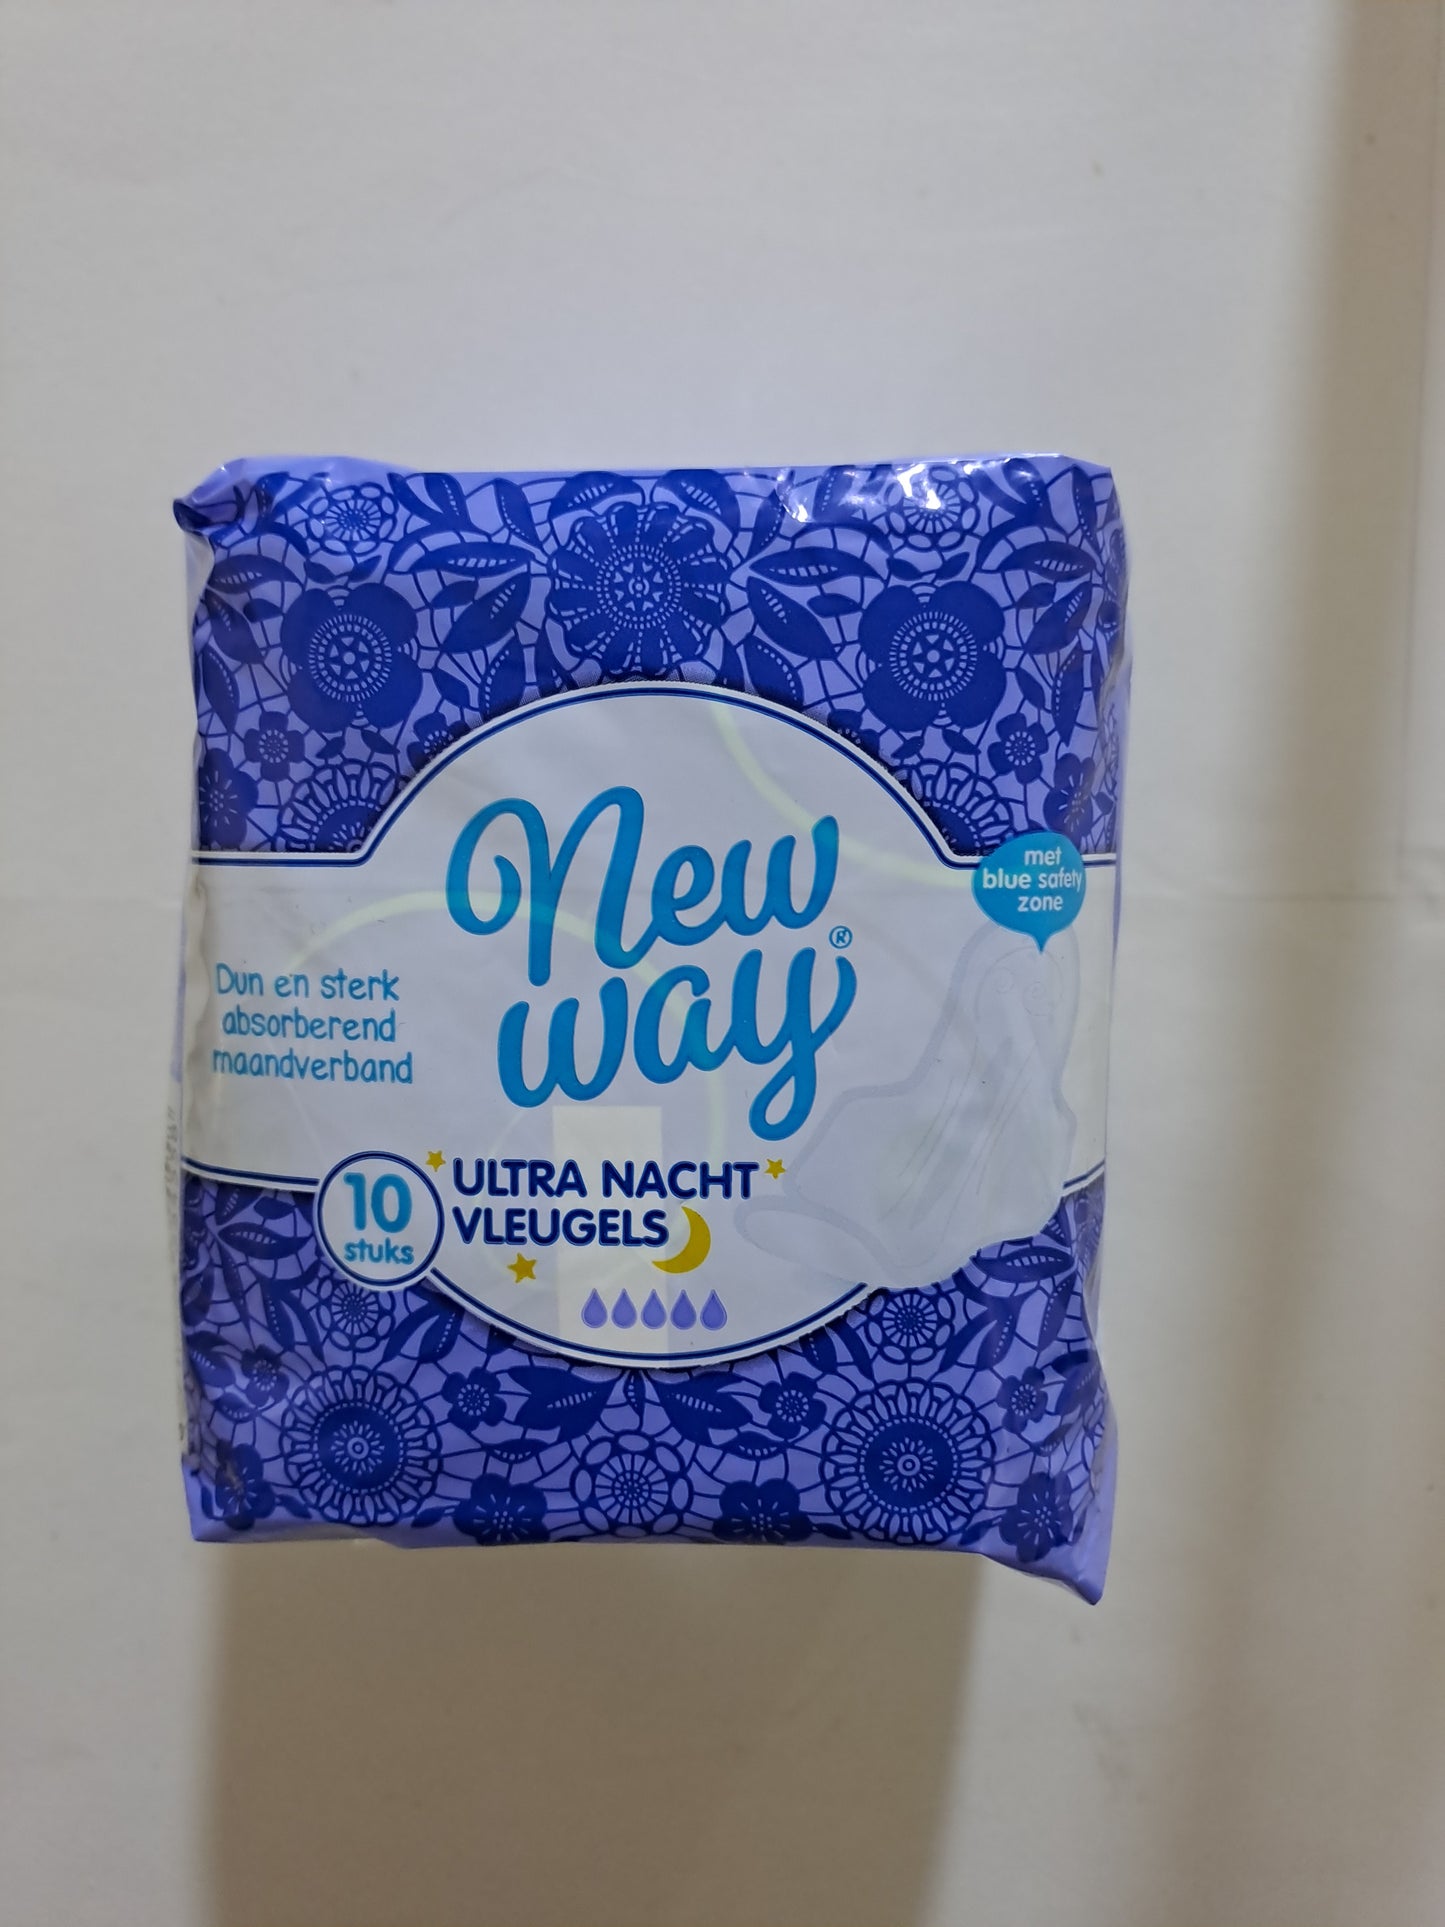 New
way®
met
blue safety
zone
Dun en sterk
absorberend
maandverband
10
stuks
ULTRA NACHT
VLEUGELS